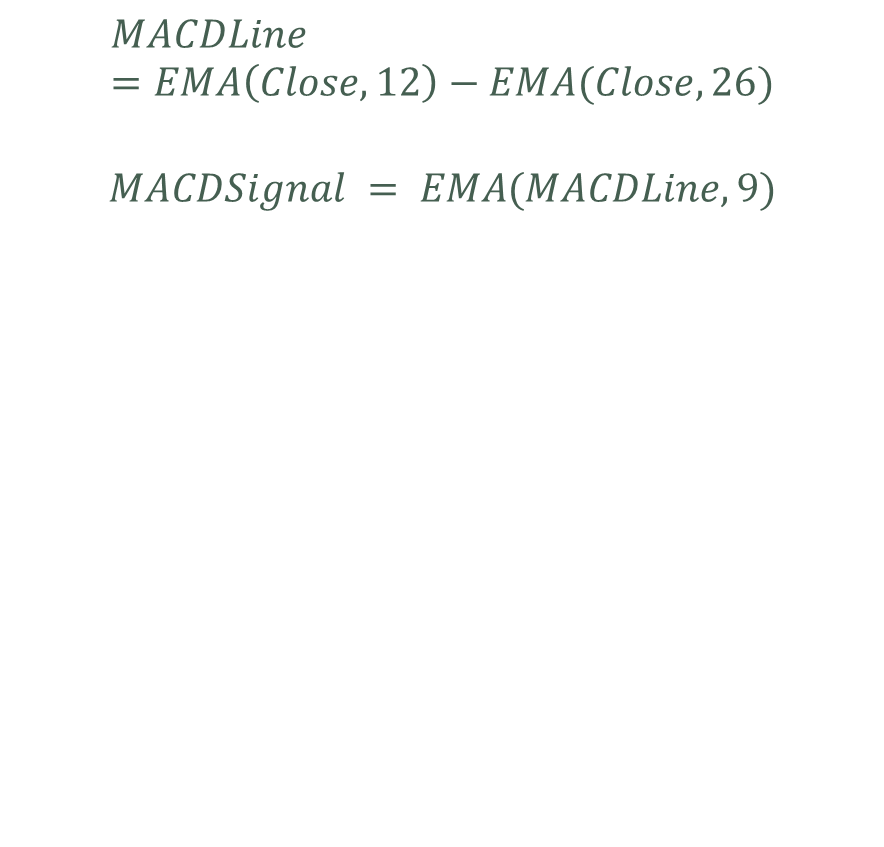 MACDLine
= EMA(Close, 12) − EMA(Close, 26)
MACDSignal = EMA(MACDLine, 9)